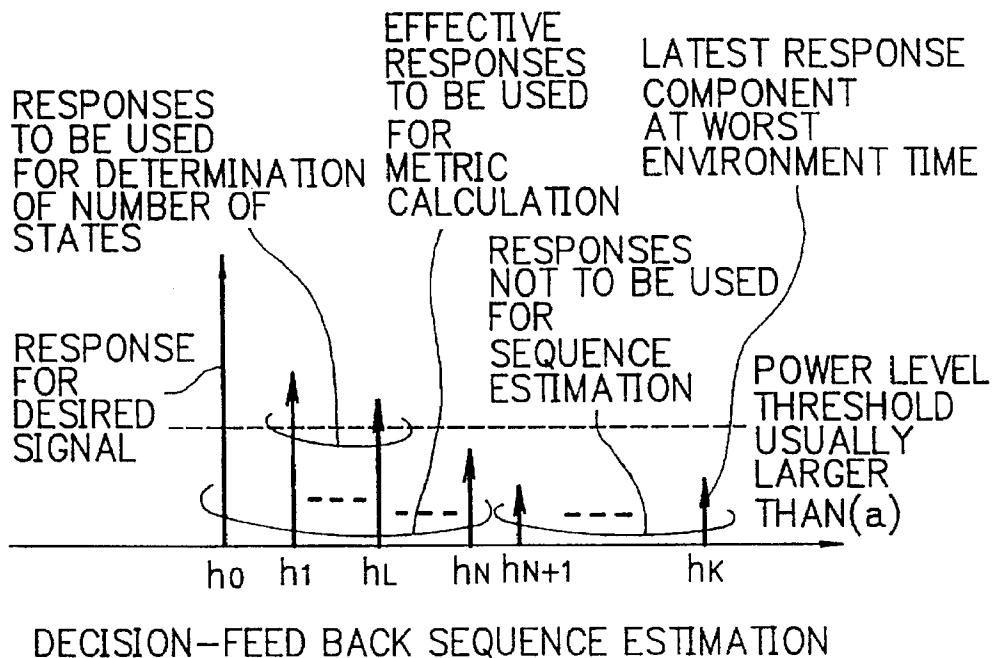 RESPONSES
TO BE USED
FOR DETERMINATION
OF NUMBER OF
STATES
EFFECTIVE
RESPONSES
TO BE USED
FOR
METRIC
CALCULATION
LATEST RESPONSE
COMPONENT
AT WORST
ENVIRONMENT TIME
RESPONSES
NOT TO BE USED
FOR
SEQUENCE
ESTIMATION
RESPONSE
FOR
DESIRED
SIGNAL
POWER LEVEL
THRESHOLD
USUALLY
LARGER
THAN(a)
h0 h1 hL hN hN+1 hK
DECISION-FEED BACK SEQUENCE ESTIMATION